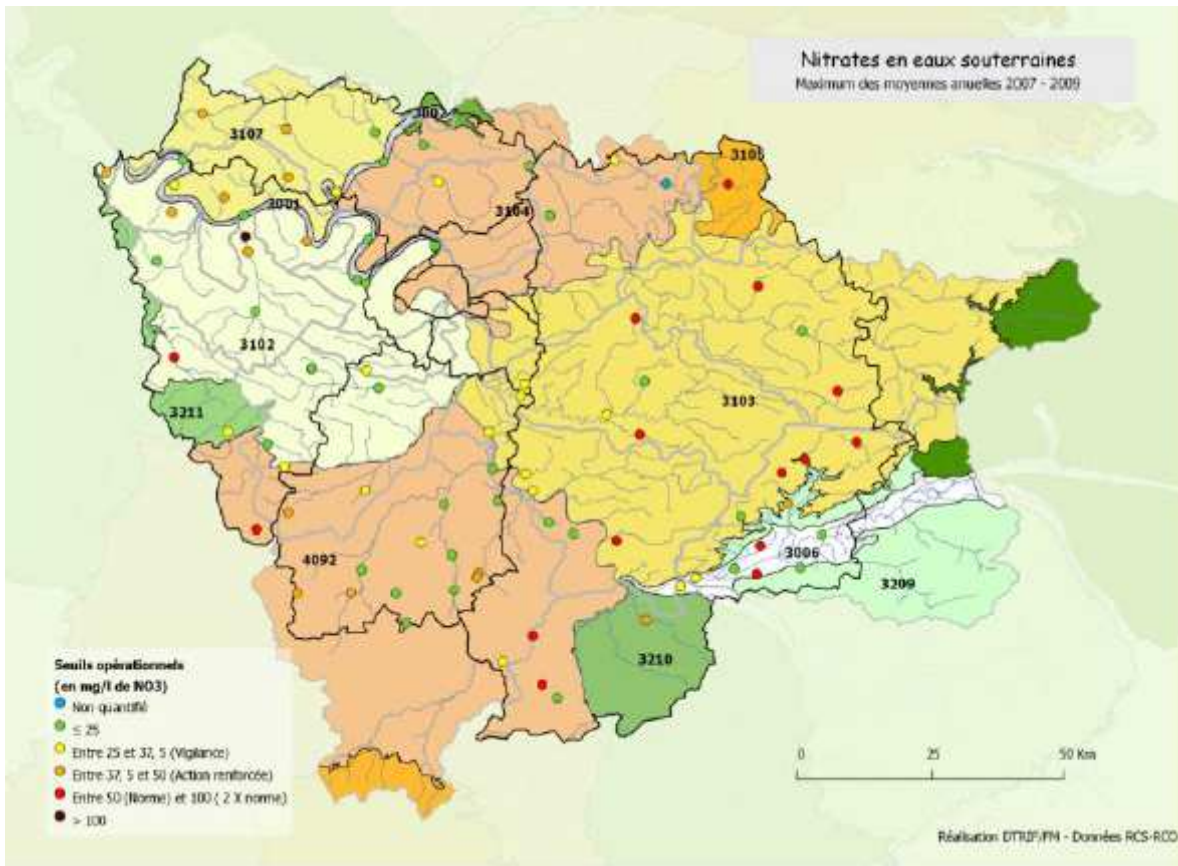 Nitrates en eaux souterraines
Maximum des moyennes anuelles 2007 - 2009
3107
3002
3105
3001
3104
3102
3211
3103
4092
3006
3209
3210
Seuils opérationnels
(en mg/l de NO3)
Non quantifié
≤ 25
Entre 25 et 37, 5 (Vigilance)
Entre 37, 5 et 50 (Action renforcée)
Entre 50 (Norme) et 100 ( 2 X norme)
> 100
0 25 50 Km
Réalisation DTRIF/FM - Données RCS-RCO